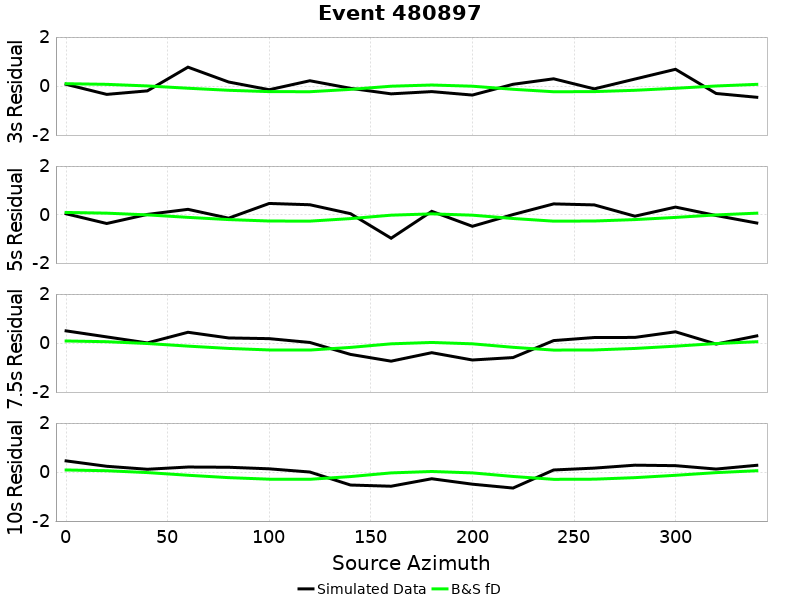 Event 480897
3s Residual
2
0
-2
5s Residual
2
0
-2
7.5s Residual
2
0
-2
10s Residual
2
0
-2
0 50 100 150 200 250 300
Source Azimuth
Simulated Data B&S fD